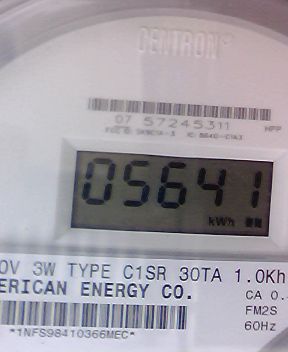 CENTRON®
07 57245311
05641
kWh
0V 3W TYPE C1SR 30TA 1.0Kh
ERICAN ENERGY CO.
CA 0.
FM2S
60Hz
*1NFS98410366MEC*